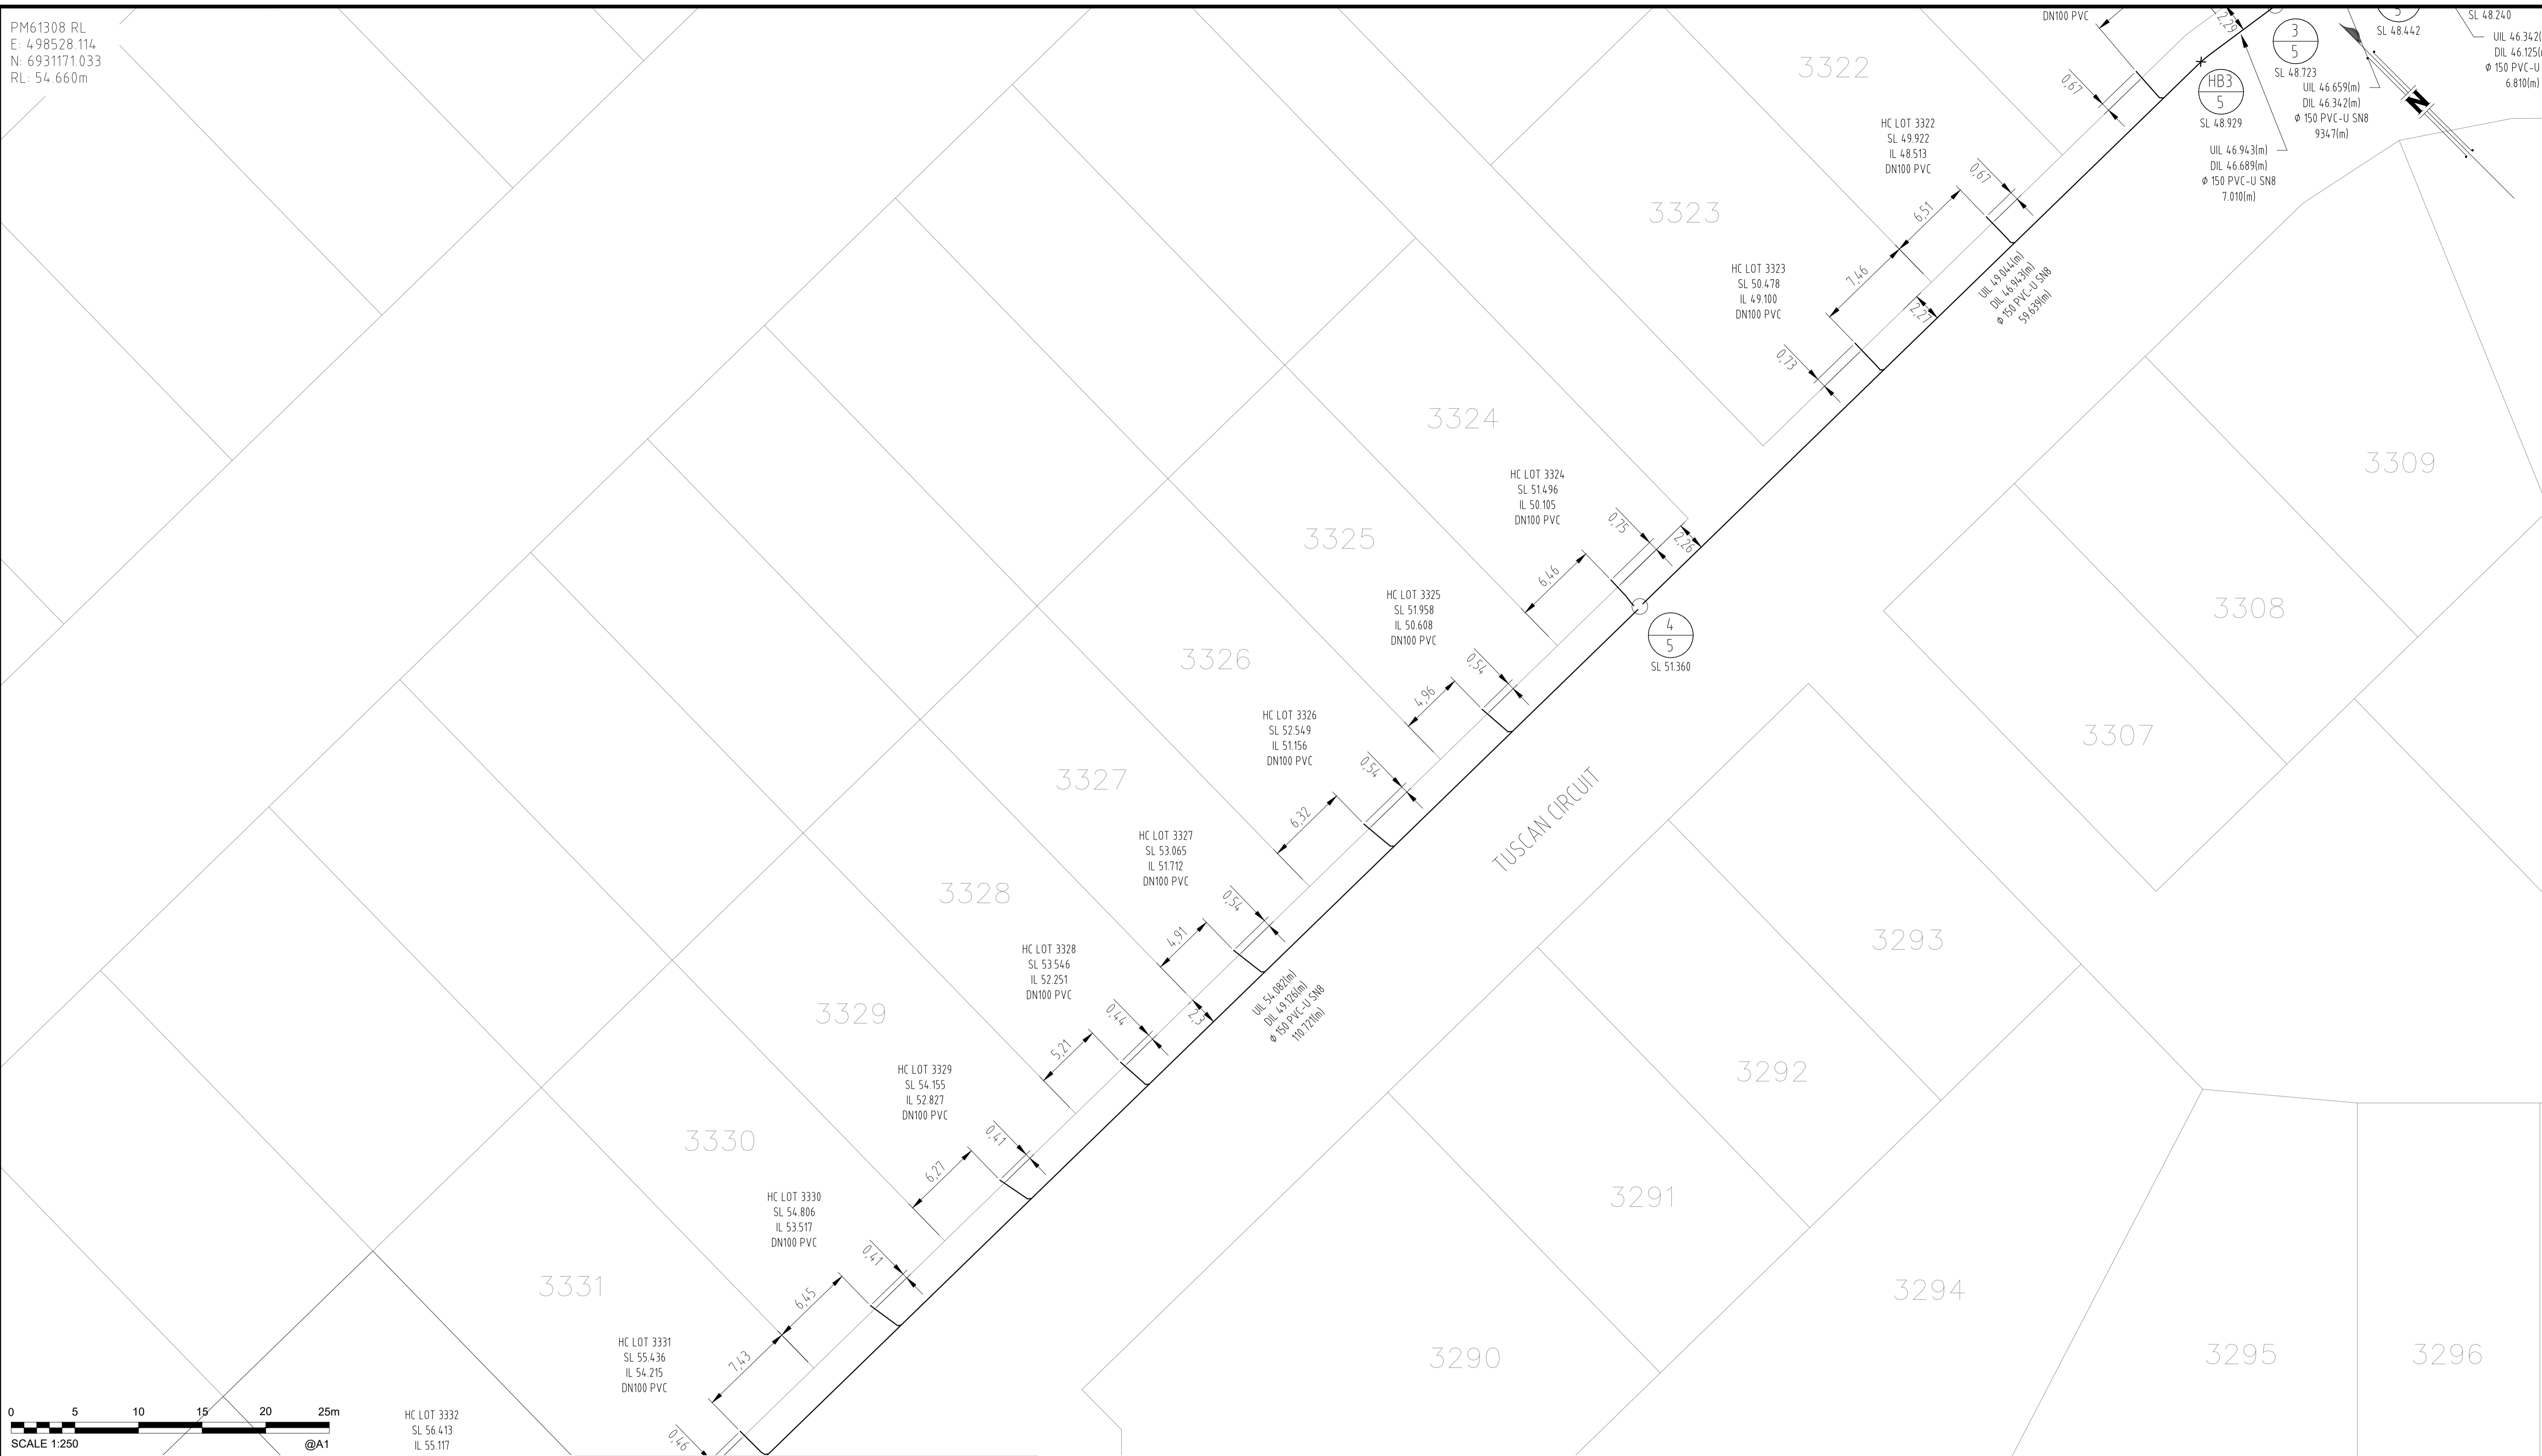 PM61308 RL
E: 498528.114
N: 6931171.033
RL: 54.660m
DN100 PVC
2,29
3
5
SL 48.723
5
SL 48.442
SL 48.240
UIL 46.342(
DIL 46.125(
Φ 150 PVC-U
6.810(m)
N
HB3
5
SL 48.929
UIL 46.659(m)
DIL 46.342(m)
Φ 150 PVC-U SN8
9347(m)
UIL 46.943(m)
DIL 46.689(m)
Φ 150 PVC-U SN8
7.010(m)
3322
0,67
HC LOT 3322
SL 49.922
IL 48.513
DN100 PVC
0,67
6,51
3323
7,46
HC LOT 3323
SL 50.478
IL 49.100
DN100 PVC
2,27
0,73
UIL 49.044(m)
DIL 46.943(m)
Φ 150 PVC-U SN8
59.639(m)
3324
HC LOT 3324
SL 51.496
IL 50.105
DN100 PVC
0,75
2,26
6,46
3309
3325
HC LOT 3325
SL 51.958
IL 50.608
DN100 PVC
0,54
4,96
4
5
SL 51.360
3308
3326
HC LOT 3326
SL 52.549
IL 51.156
DN100 PVC
0,54
6,32
3307
TUSCAN CIRCUIT
3327
HC LOT 3327
SL 53.065
IL 51.712
DN100 PVC
0,54
4,91
3293
3328
HC LOT 3328
SL 53.546
IL 52.251
DN100 PVC
0,44
2,3
5,21
UIL 54.082(m)
DIL 49.126(m)
Φ 150 PVC-U SN8
110.721(m)
3292
3329
HC LOT 3329
SL 54.155
IL 52.827
DN100 PVC
0,41
6,27
3291
3330
HC LOT 3330
SL 54.806
IL 53.517
DN100 PVC
0,41
6,45
3294
3331
7,43
HC LOT 3331
SL 55.436
IL 54.215
DN100 PVC
3290
3295
3296
0,46
HC LOT 3332
SL 56.413
IL 55.117
0 5 10 15 20 25m
SCALE 1:250 @A1